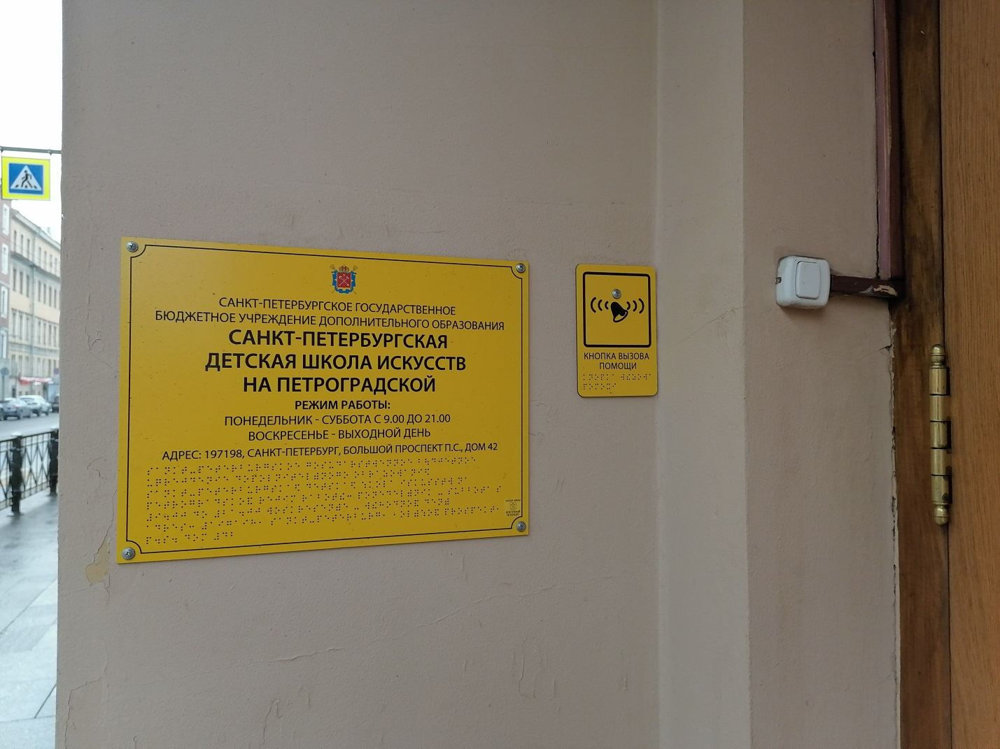 САНКТ-ПЕТЕРБУРГСКОЕ ГОСУДАРСТВЕННОЕ
БЮДЖЕТНОЕ УЧРЕЖДЕНИЕ ДОПОЛНИТЕЛЬНОГО ОБРАЗОВАНИЯ
САНКТ-ПЕТЕРБУРГСКАЯ
ДЕТСКАЯ ШКОЛА ИСКУССТВ
НА ПЕТРОГРАДСКОЙ
РЕЖИМ РАБОТЫ:
ПОНЕДЕЛЬНИК - СУББОТА С 9.00 ДО 21.00
ВОСКРЕСЕНЬЕ - ВЫХОДНОЙ ДЕНЬ
АДРЕС: 197198, САНКТ-ПЕТЕРБУРГ, БОЛЬШОЙ ПРОСПЕКТ П.С., ДОМ 42
КНОПКА ВЫЗОВА
ПОМОЩИ